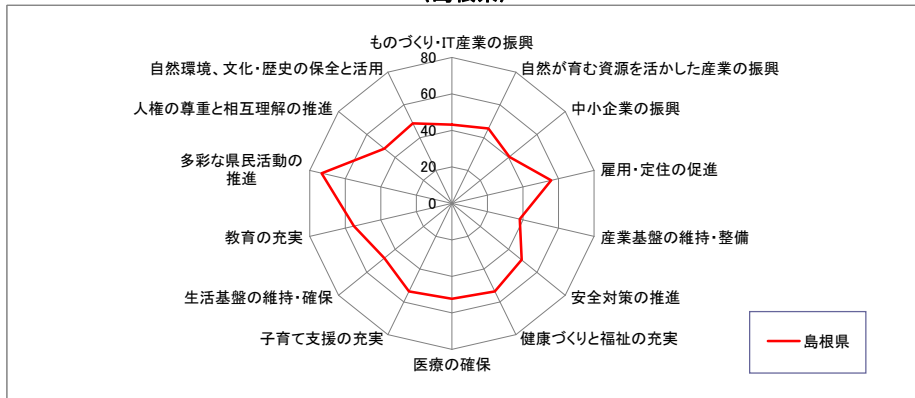 (島根県)
ものづくり・IT産業の振興
自然が育む資源を活かした産業の振興
中小企業の振興
雇用・定住の促進
産業基盤の維持・整備
安全対策の推進
健康づくりと福祉の充実
医療の確保
子育て支援の充実
生活基盤の維持・確保
教育の充実
多彩な県民活動の
推進
人権の尊重と相互理解の推進
自然環境、文化・歴史の保全と活用
80
60
40
20
0
島根県